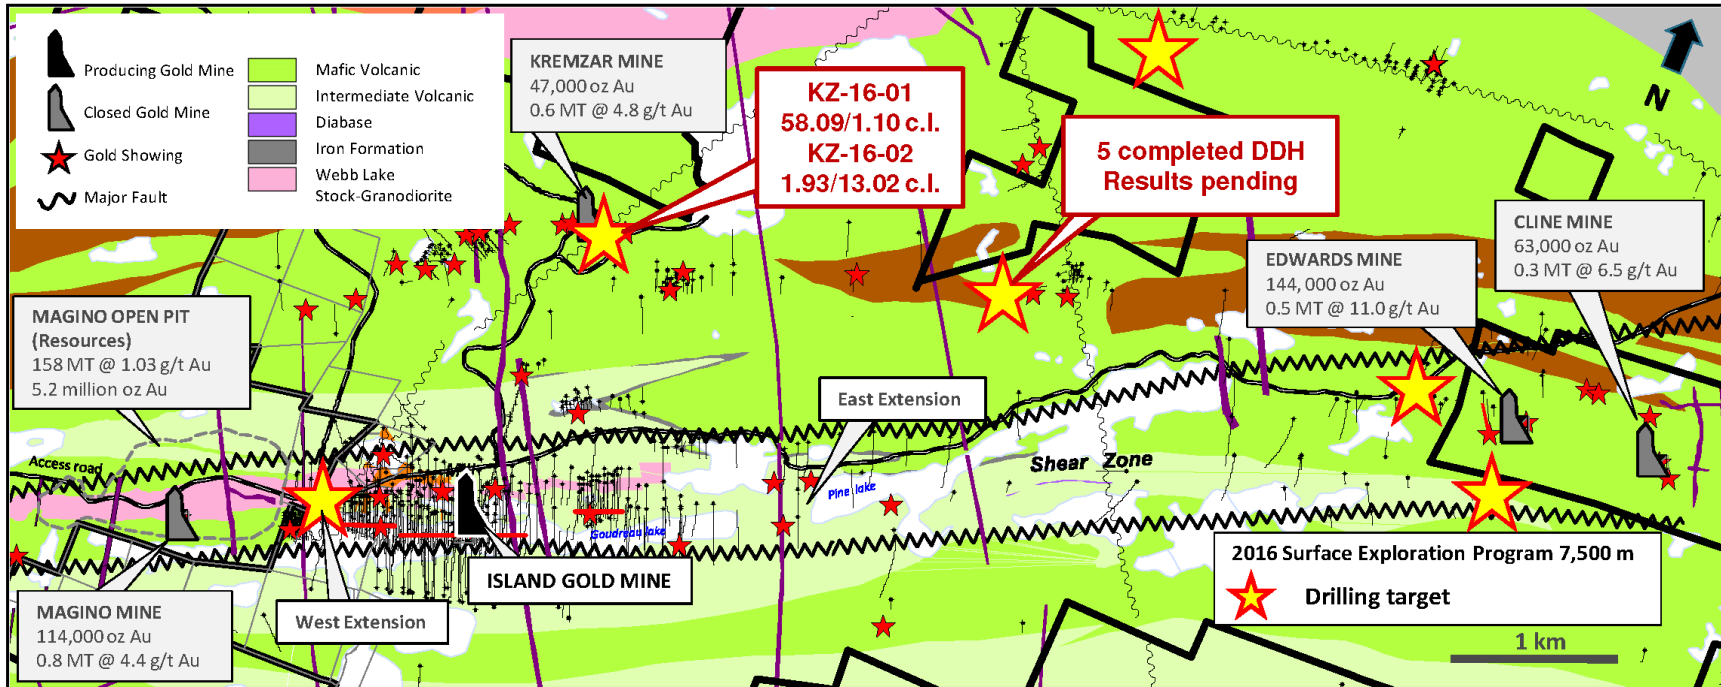 Producing Gold Mine
Closed Gold Mine
Gold Showing
Major Fault
Mafic Volcanic
Intermediate Volcanic
Diabase
Iron Formation
Webb Lake
Stock-Granodiorite
KREMZAR MINE
47,000 oz Au
0.6 MT @ 4.8 g/t Au
KZ-16-01
58.09/1.10 c.l.
KZ-16-02
1.93/13.02 c.l.
5 completed DDH
Results pending
N
CLINE MINE
63,000 oz Au
0.3 MT @ 6.5 g/t Au
EDWARDS MINE
144,000 oz Au
0.5 MT @ 11.0 g/t Au
MAGINO OPEN PIT
(Resources)
158 MT @ 1.03 g/t Au
5.2 million oz Au
East Extension
Access road
Shear Zone
Pine lake
Goudreau lake
ISLAND GOLD MINE
West Extension
MAGINO MINE
114,000 oz Au
0.8 MT @ 4.4 g/t Au
2016 Surface Exploration Program 7,500 m
Drilling target
1 km